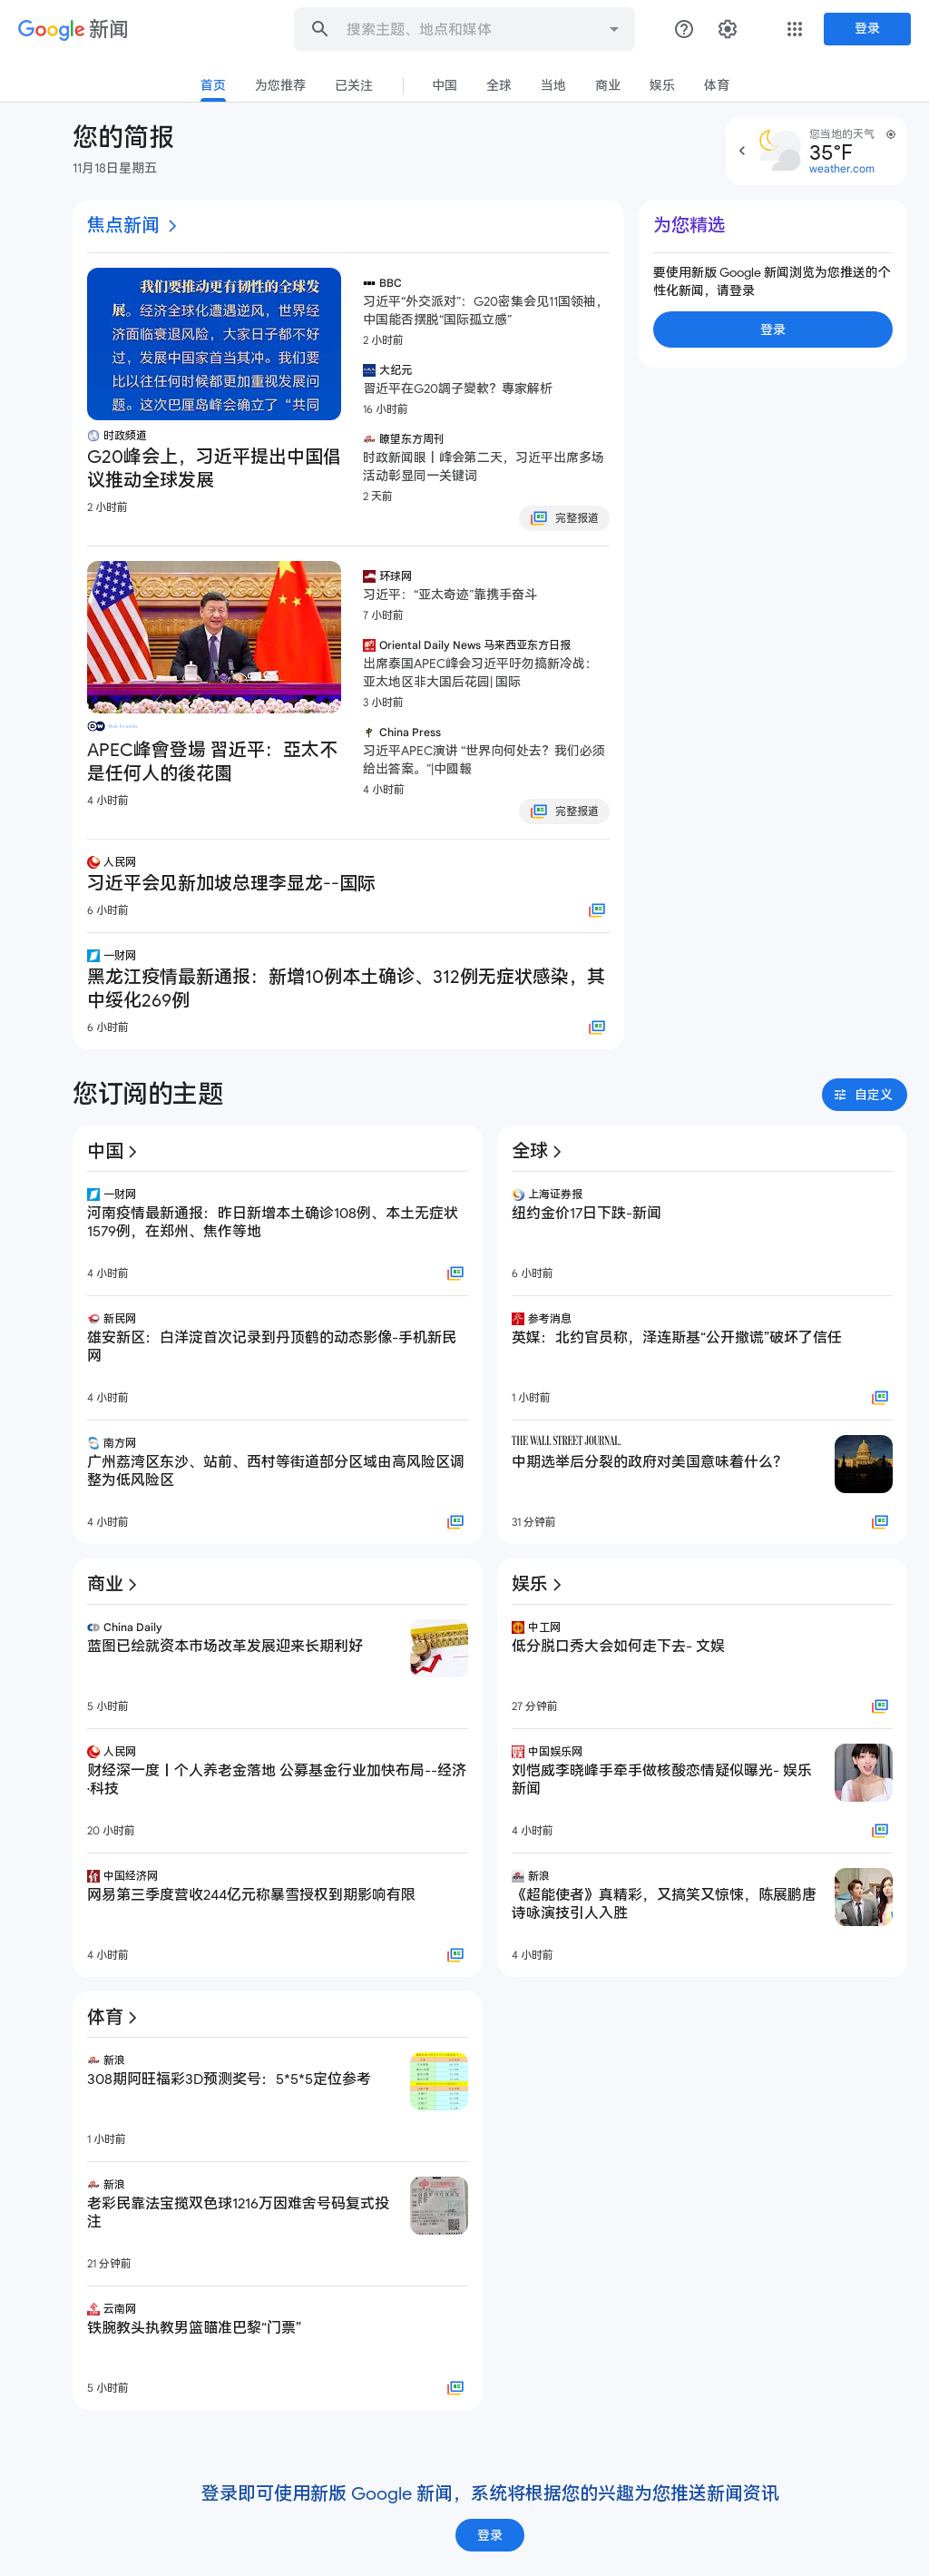 Google 新闻
搜索主题、地点和媒体
登录
首页
为您推荐
已关注
中国
全球
当地
商业
娱乐
体育
您的简报
11月18日星期五
您当地的天气
35°F
weather.com
焦点新闻
我们要推动更有韧性的全球发
展。全球化遭遇逆风，世界经
济面临衰退风险，大家日子都不好
过，发展中国家首当其冲。我们要
比以往任何时候都更加重视发展问
题。这次巴厘岛峰会确立了“共同
时政频道
G20峰会上，习近平提出中国倡
议推动全球发展
2 小时前
BBC
习近平“外交派对”：G20密集会见11国领袖，
中国能否摆脱“国际孤立感”
2 小时前
大纪元
習近平在G20調子變軟？專家解析
16 小时前
瞭望东方周刊
时政新闻眼丨峰会第二天，习近平出席多场
活动彰显同一关键词
2 天前
完整报道
为您精选
要使用新版 Google 新闻浏览为您推送的个
性化新闻，请登录
登录
DW
APEC峰會登場 習近平：亞太不
是任何人的後花園
4 小时前
环球网
习近平：“亚太奇迹”靠携手奋斗
7 小时前
Oriental Daily News 马来西亚东方日报
出席泰国APEC峰会习近平吁勿搞新冷战：
亚太地区非大国后花园| 国际
3 小时前
China Press
习近平APEC演讲 “世界向何处去？我们必须
给出答案。”|中國報
4 小时前
完整报道
人民网
习近平会见新加坡总理李显龙--国际
6 小时前
一财网
黑龙江疫情最新通报：新增10例本土确诊、312例无症状感染，其
中绥化269例
6 小时前
您订阅的主题
自定义
中国
一财网
河南疫情最新通报：昨日新增本土确诊108例、本土无症状
1579例，在郑州、焦作等地
4 小时前
新民网
雄安新区：白洋淀首次记录到丹顶鹤的动态影像-手机新民
网
4 小时前
南方网
广州荔湾区东沙、站前、西村等街道部分区域由高风险区调
整为低风险区
4 小时前
全球
上海证券报
纽约金价17日下跌-新闻
6 小时前
参考消息
英媒：北约官员称，泽连斯基“公开撒谎”破坏了信任
1 小时前
THE WALL STREET JOURNAL.
中期选举后分裂的政府对美国意味着什么？
31 分钟前
商业
China Daily
蓝图已绘就资本市场改革发展迎来长期利好
5 小时前
人民网
财经深一度丨个人养老金落地 公募基金行业加快布局--经济
·科技
20 小时前
中国经济网
网易第三季度营收244亿元称暴雪授权到期影响有限
4 小时前
娱乐
中工网
低分脱口秀大会如何走下去- 文娱
27 分钟前
中国娱乐网
刘恺威李晓峰手牵手做核酸恋情疑似曝光- 娱乐
新闻
4 小时前
新浪
《超能使者》真精彩，又搞笑又惊悚，陈展鹏唐
诗咏演技引人入胜
4 小时前
体育
新浪
308期阿旺福彩3D预测奖号：5*5*5定位参考
1 小时前
新浪
老彩民靠法宝揽双色球1216万因难舍号码复式投
注
21 分钟前
云南网
铁腕教头执教男篮瞄准巴黎“门票”
5 小时前
登录即可使用新版 Google 新闻，系统将根据您的兴趣为您推送新闻资讯
登录